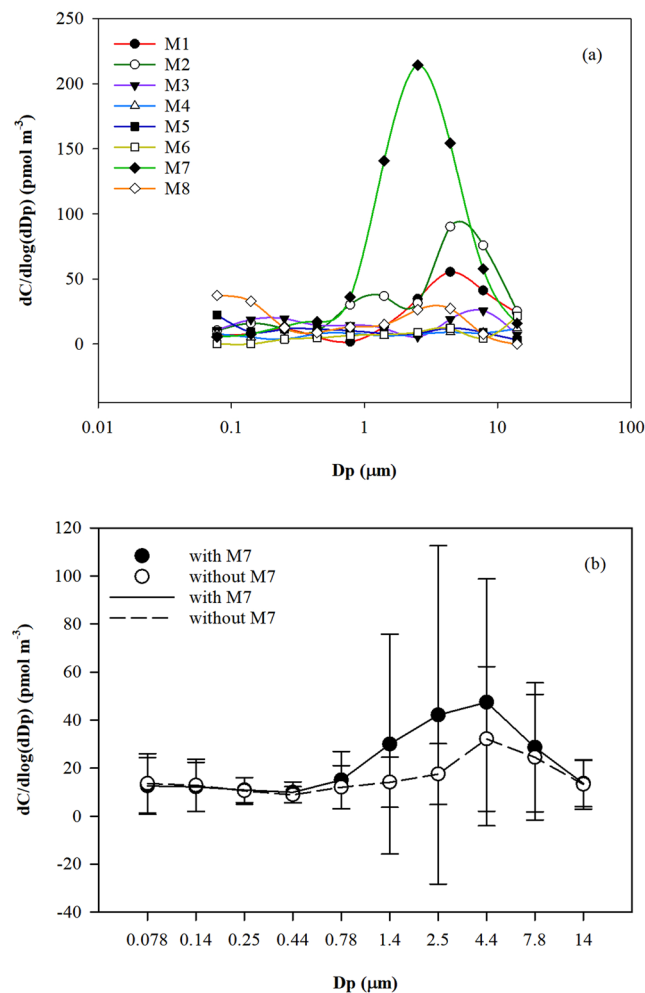 250
200
150
100
50
0
dC/dlog(dDp) (pmol m-3)
M1
M2
M3
M4
M5
M6
M7
M8
(a)
0.01 0.1 1 10 100
Dp (μm)
120
100
80
60
40
20
0
-20
-40
dC/dlog(dDp) (pmol m-3)
with M7
without M7
with M7
without M7
(b)
0.078 0.14 0.25 0.44 0.78 1.4 2.5 4.4 7.8 14
Dp (μm)